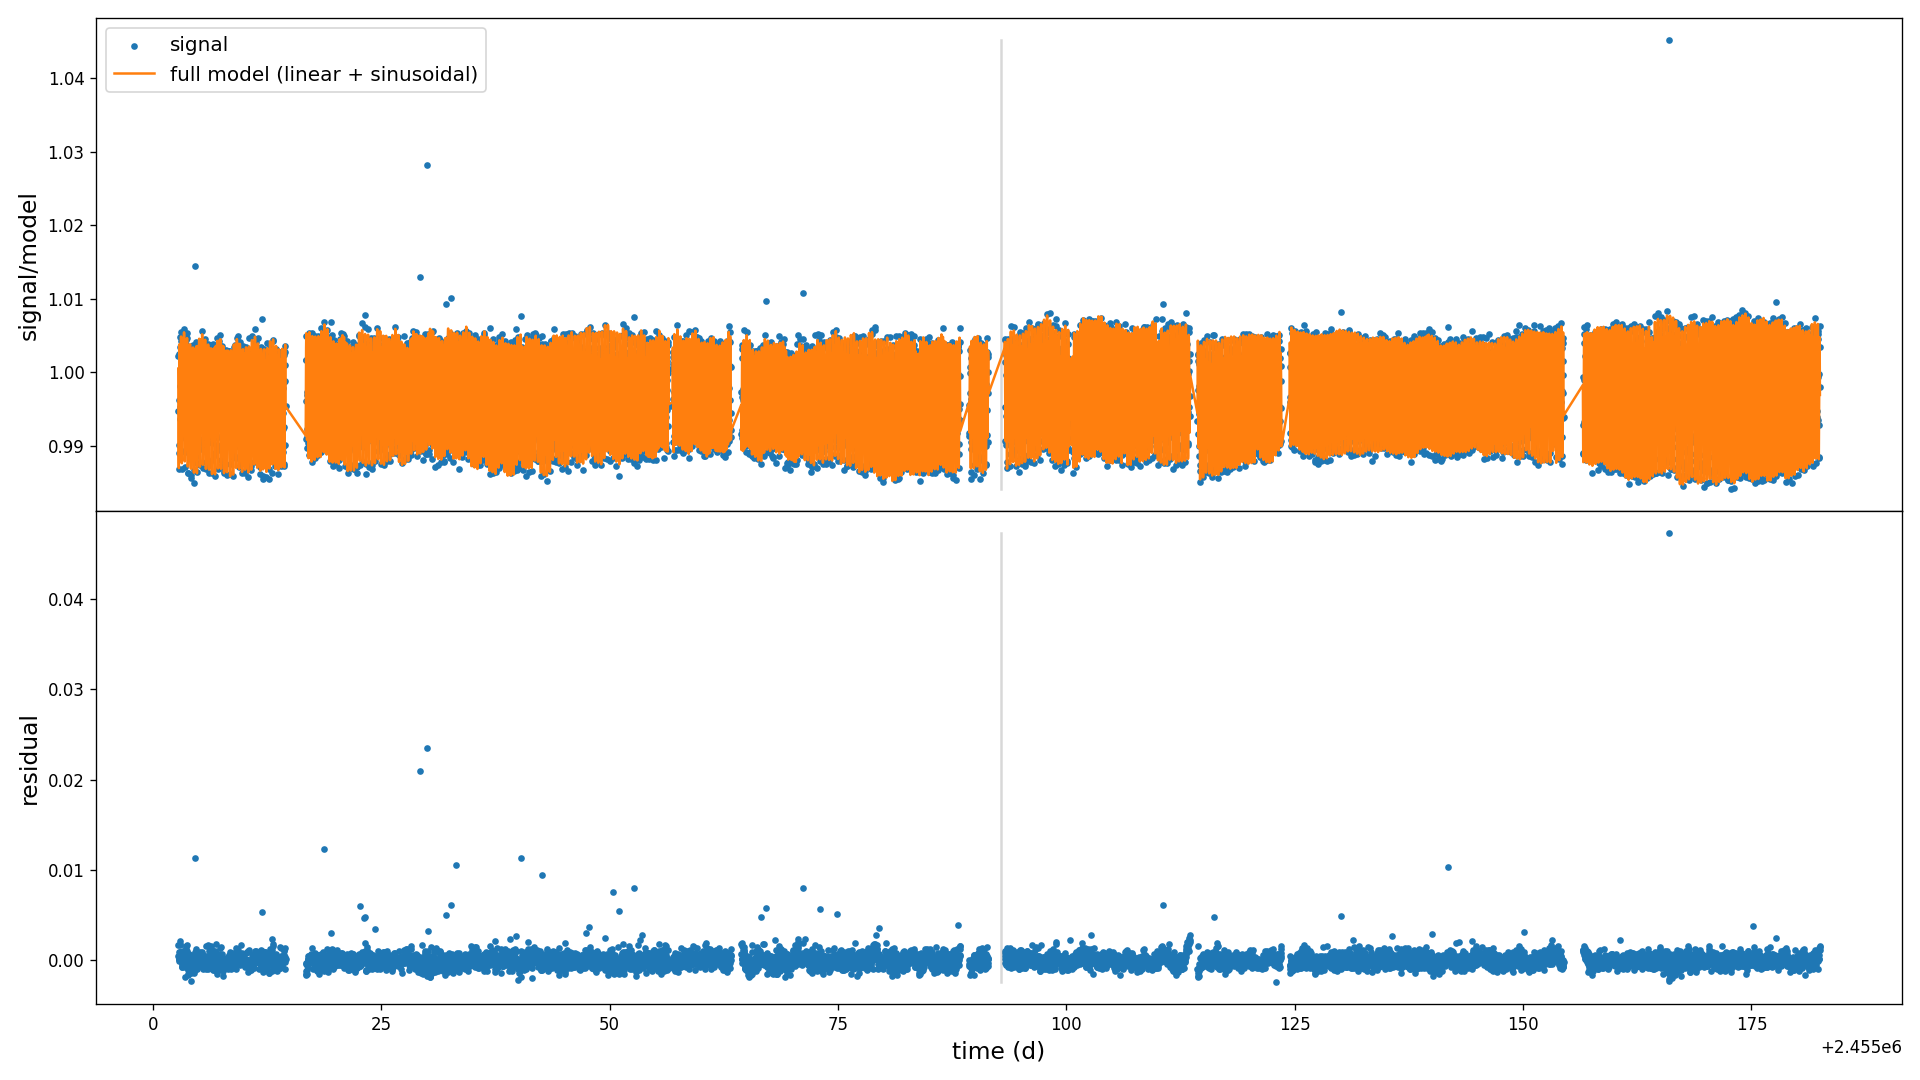 signal
full model (linear + sinusoidal)
signal/model
1.04
1.03
1.02
1.01
1.00
0.99
residual
0.04
0.03
0.02
0.01
0.00
0 25 50 75 100 125 150 175
time (d)
+2.455e6